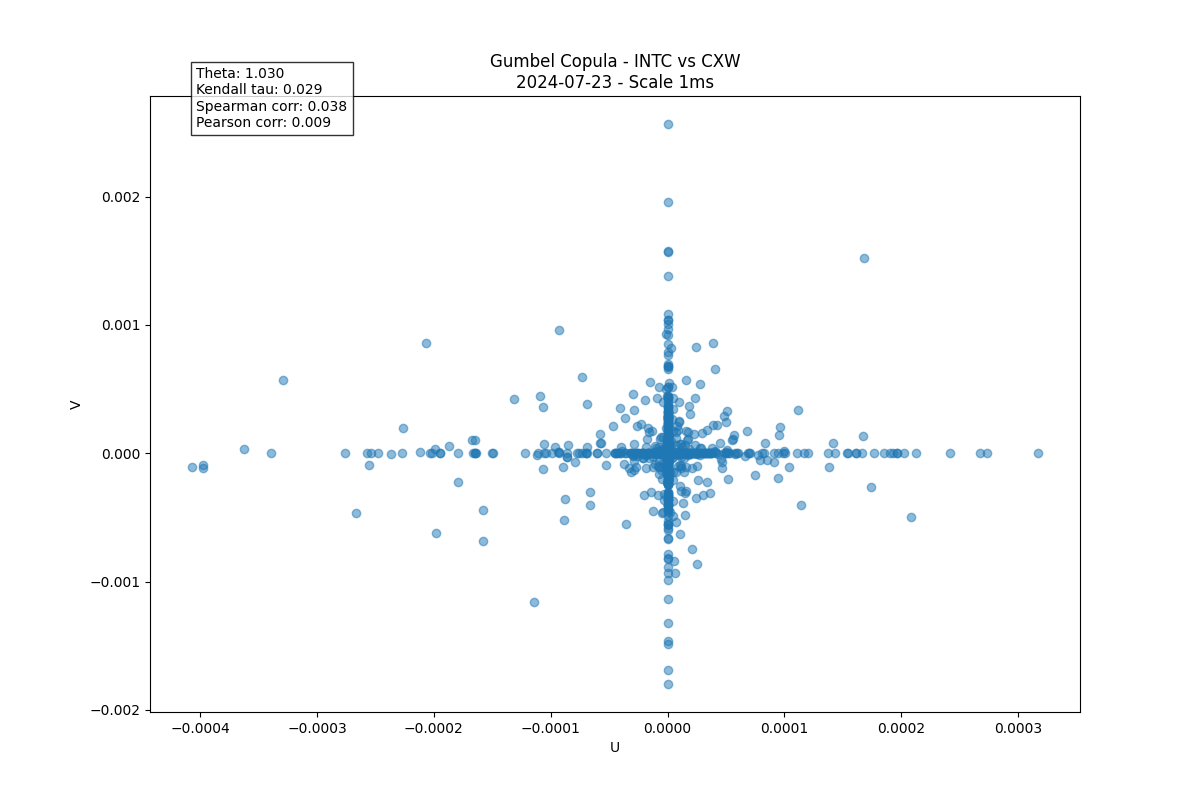 Gumbel Copula - INTC vs CXW
2024-07-23 - Scale 1ms
Theta: 1.030
Kendall tau: 0.029
Spearman corr: 0.038
Pearson corr: 0.009
V
0.002
0.001
0.000
−0.001
−0.002
−0.0004 −0.0003 −0.0002 −0.0001 0.0000 0.0001 0.0002 0.0003
U